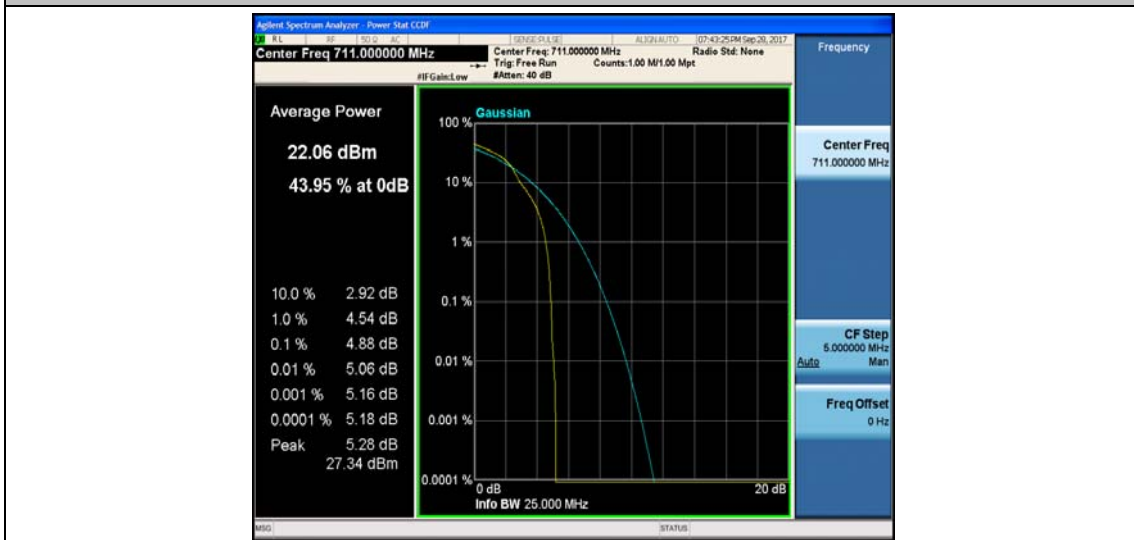 Agilent Spectrum Analyzer - Power Stat CCDF
RL RF 50 Ω AC SENSE:PULSE ALIGN AUTO 07:43:25 PM Sep 20, 2017
Center Freq 711.000000 MHz
Center Freq: 711.000000 MHz Radio Std: None
Trig: Free Run Counts:1.00 M/1.00 Mpt
#IFGain:Low #Atten: 40 dB
Frequency
Average Power
22.06 dBm
43.95 % at 0dB
10.0 % 2.92 dB
1.0 % 4.54 dB
0.1 % 4.88 dB
0.01 % 5.06 dB
0.001 % 5.16 dB
0.0001 % 5.18 dB
Peak 5.28 dB
27.34 dBm
Gaussian
100 %
10 %
1 %
0.1 %
0.01 %
0.001 %
0.0001 %
0 dB 20 dB
Info BW 25.000 MHz
Center Freq
711.000000 MHz
CF Step
5.000000 MHz
Auto Man
Freq Offset
0 Hz
MSG STATUS